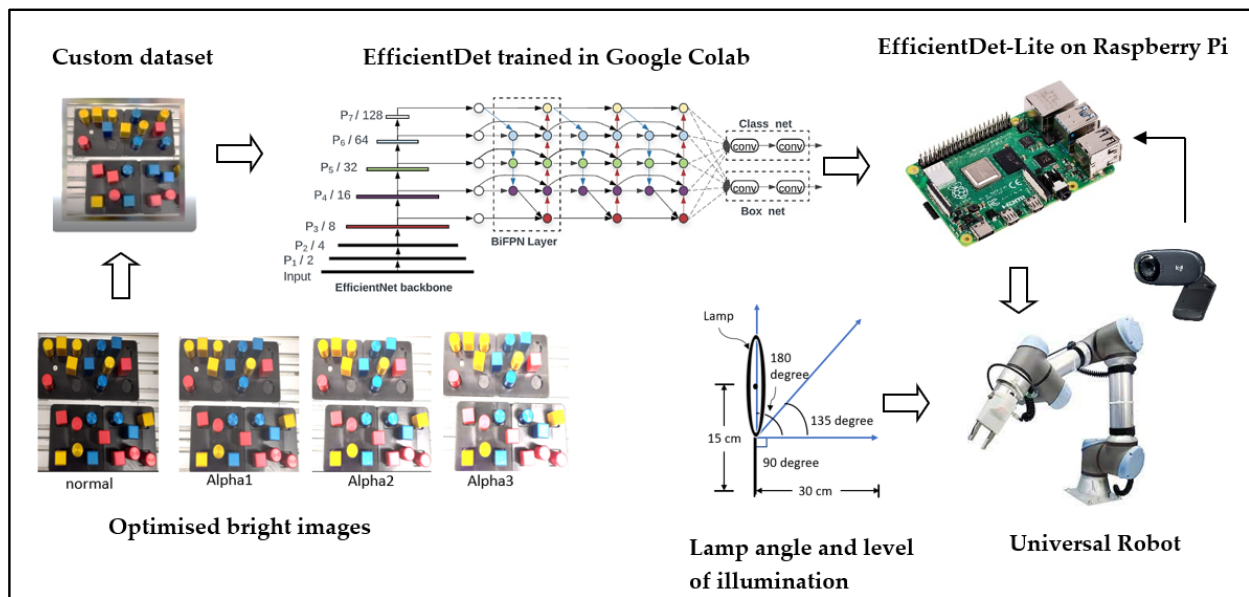 Custom dataset
EfficientDet trained in Google Colab
EfficientDet-Lite on Raspberry Pi
P7 / 128
P6 / 64
P5 / 32
P4 / 16
P3 / 8
P2 / 4
P1 / 2
Input
BiFPN Layer
EfficientNet backbone
Class net
conv
conv
conv
conv
Box net
normal
Alpha1
Alpha2
Alpha3
Optimised bright images
Lamp
180
degree
135 degree
15 cm
90 degree
30 cm
Lamp angle and level
of illumination
Universal Robot